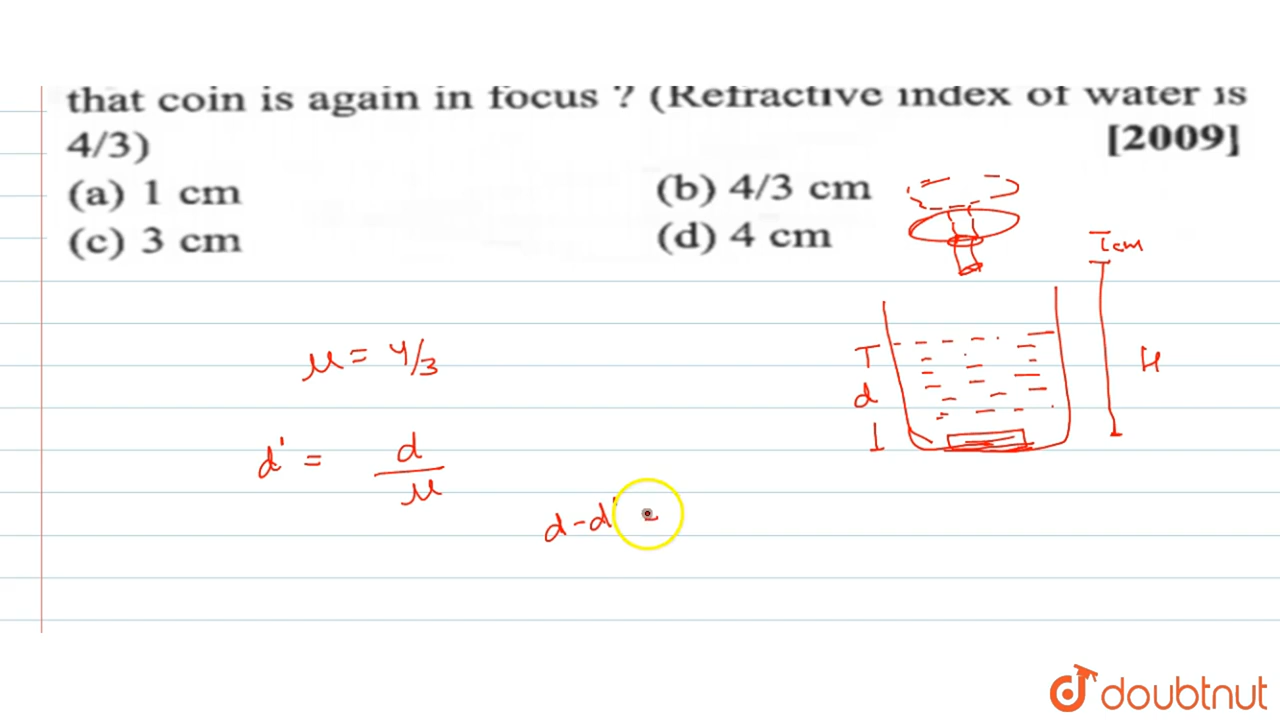 that coin is again in focus ? (Refractive index of water is
4/3)
[2009]
(a) 1 cm
(b) 4/3 cm
(c) 3 cm
(d) 4 cm
1cm
μ = 4/3
d
H
d' = d/μ
d-d' =
doubtnut